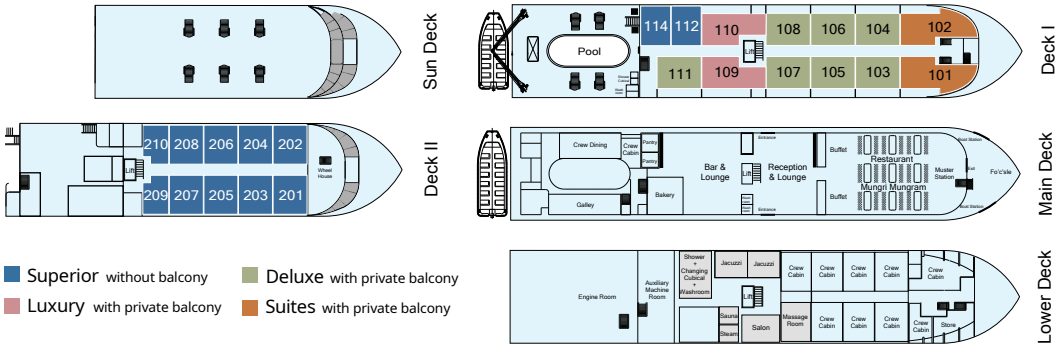 Sun Deck
114
112
110
108
106
104
102
Pool
Lift
111
109
107
105
103
101
Deck I
210
208
206
204
202
Lift
Wheel
House
209
207
205
203
201
Deck II
Crew Dining
Crew
Cabin
Pantry
Pantry
Galley
Bakery
Bar &
Lounge
Lift
Entrance
Reception
& Lounge
Entrance
Buffet
Buffet
Restaurant
Mungri Mungram
Muster
Station
Boat Station
Exit
Boat Station
Fo'c'sle
Main Deck
Superior without balcony
Deluxe with private balcony
Luxury with private balcony
Suites with private balcony
Engine Room
Auxiliary
Machine
Room
Shower
+
Changing
Cubical
+
Washroom
Jacuzzi
Jacuzzi
Lift
Sauna
Steam
Salon
Massage
Room
Crew
Cabin
Crew
Cabin
Crew
Cabin
Crew
Cabin
Crew
Cabin
Crew
Cabin
Crew
Cabin
Crew
Cabin
Crew
Cabin
Store
Lower Deck